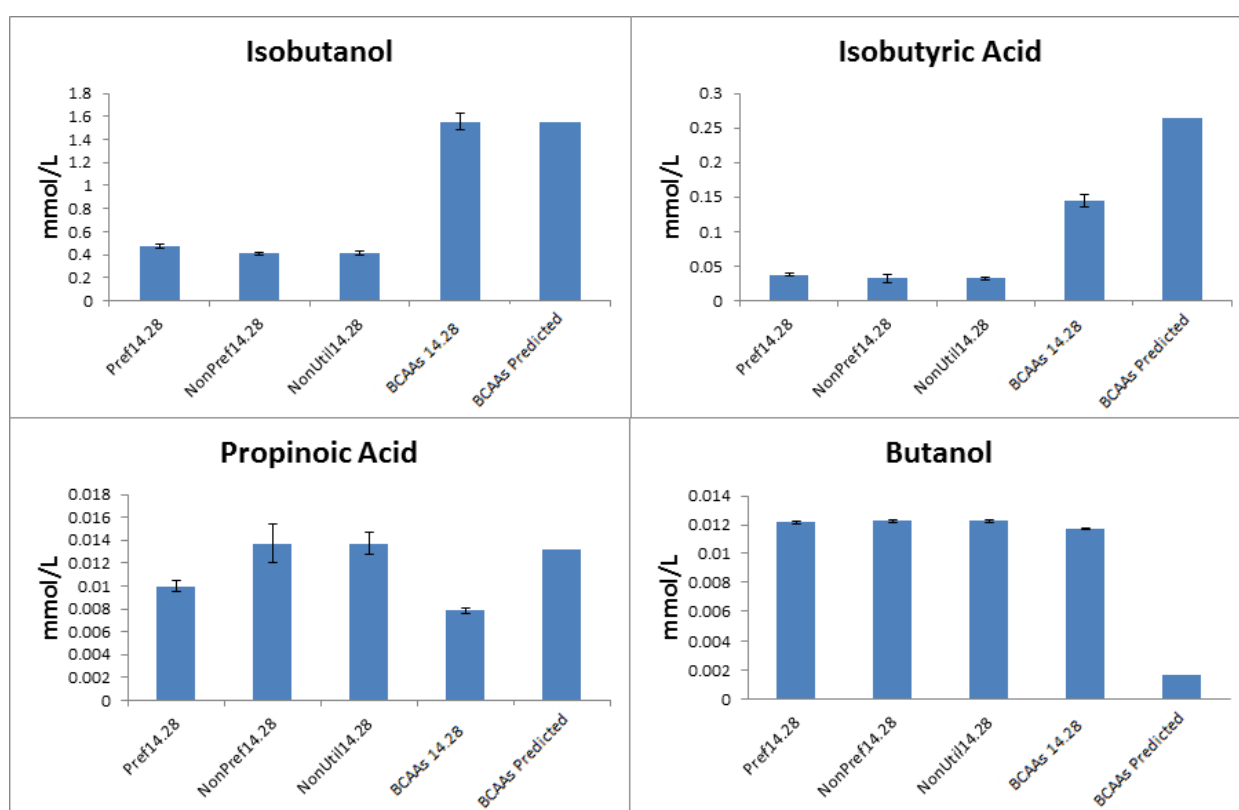 Isobutanol
mmol/L
1.8
1.6
1.4
1.2
1
0.8
0.6
0.4
0.2
0
Pref14.28
NonPref14.28
NonUtil14.28
BCAAs 14.28
BCAAs Predicted
Isobutyric Acid
mmol/L
0.3
0.25
0.2
0.15
0.1
0.05
0
Pref14.28
NonPref14.28
NonUtil14.28
BCAAs 14.28
BCAAs Predicted
Propinoic Acid
mmol/L
0.018
0.016
0.014
0.012
0.01
0.008
0.006
0.004
0.002
0
Pref14.28
NonPref14.28
NonUtil14.28
BCAAs 14.28
BCAAs Predicted
Butanol
mmol/L
0.014
0.012
0.01
0.008
0.006
0.004
0.002
0
Pref14.28
NonPref14.28
NonUtil14.28
BCAAs 14.28
BCAAs Predicted